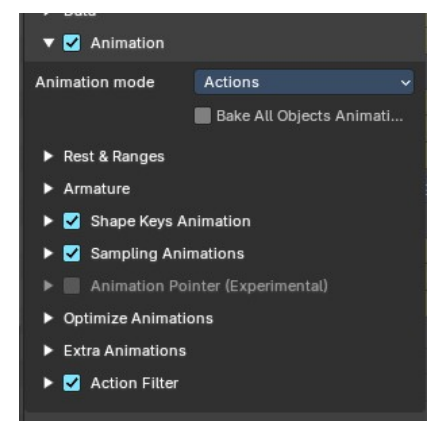 Data
Animation
Animation mode
Actions
Bake All Objects Animati...
Rest & Ranges
Armature
Shape Keys Animation
Sampling Animations
Animation Pointer (Experimental)
Optimize Animations
Extra Animations
Action Filter